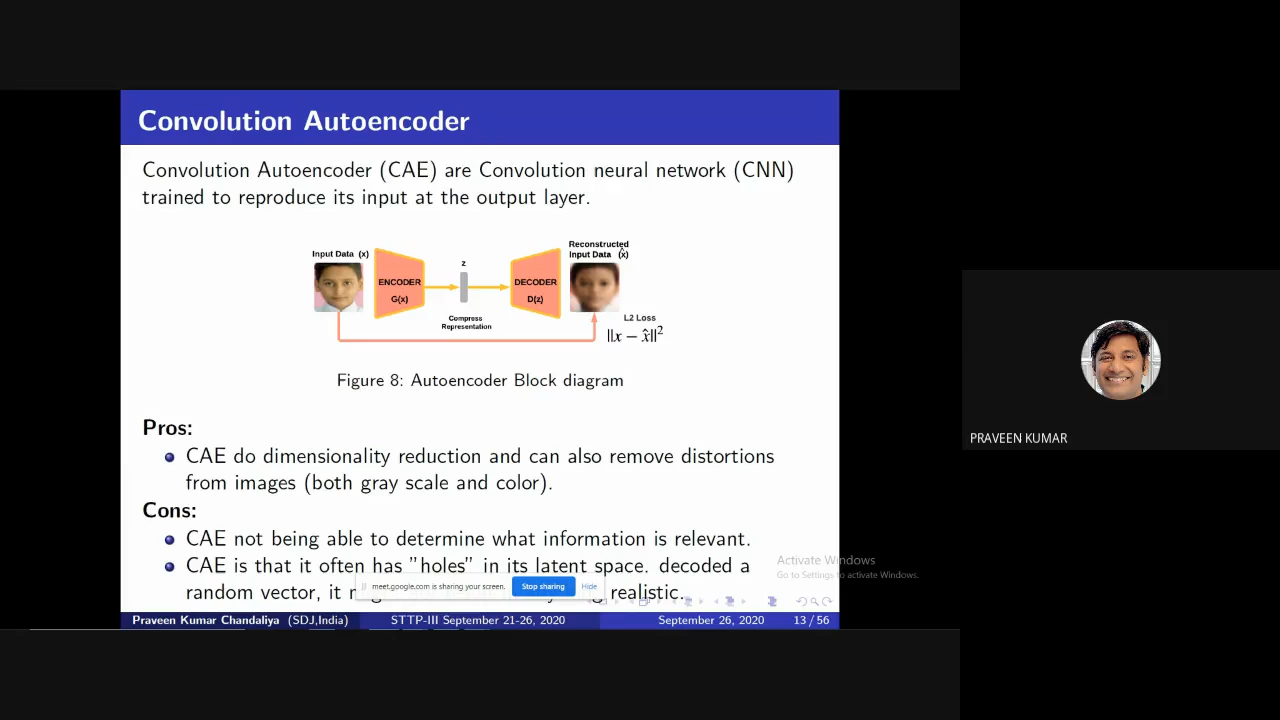 Convolution Autoencoder
Convolution Autoencoder (CAE) are Convolution neural network (CNN)
trained to reproduce its input at the output layer.
Input Data (x)
ENCODER
G(x)
z
Compress
Representation
DECODER
D(z)
Reconstructed
Input Data (x̂)
L2 Loss
||x − x̂||²
Figure 8: Autoencoder Block diagram
Pros:
CAE do dimensionality reduction and can also remove distortions
from images (both gray scale and color).
Cons:
CAE not being able to determine what information is relevant.
CAE is that it often has "holes" in its latent space. decoded a
random vector, it realistic.
meet.google.com is sharing your screen. Stop sharing Hide
Activate Windows
Go to Settings to activate Windows.
Praveen Kumar Chandaliya (SDJ,India) STTP-III September 21-26, 2020 September 26, 2020 13 / 56
PRAVEEN KUMAR